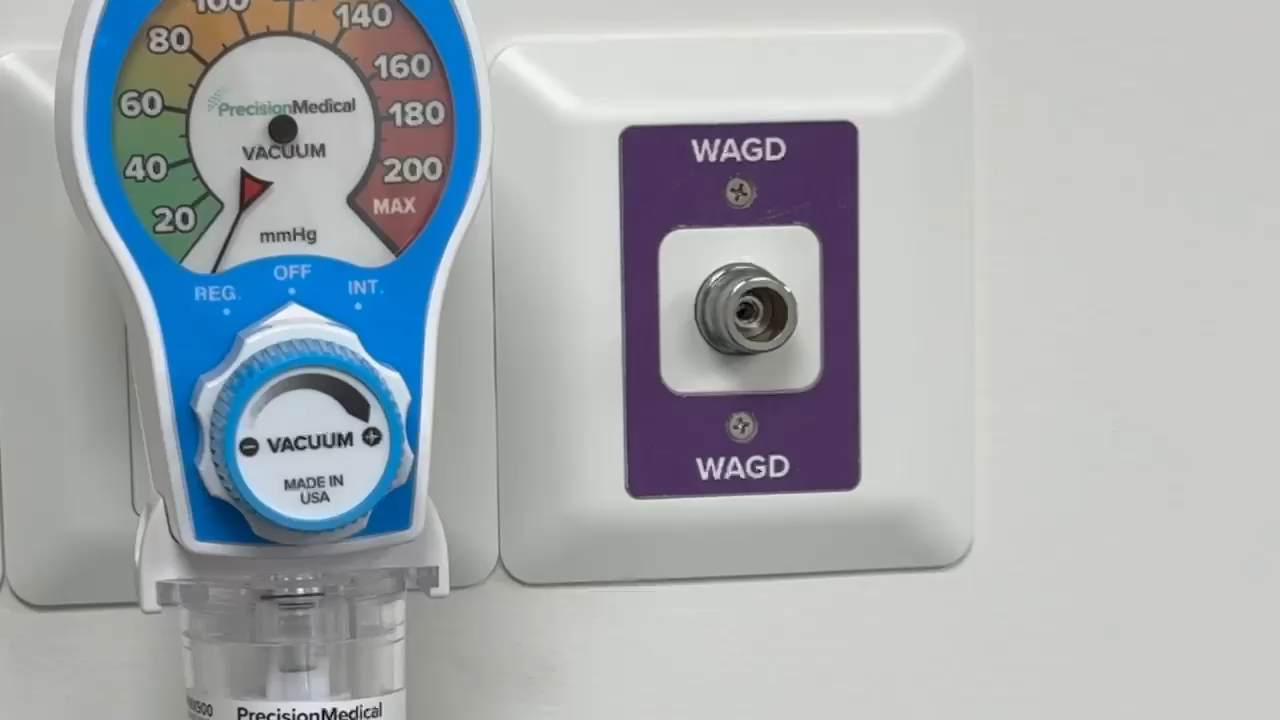 100
140
80
160
60
PrecisionMedical
180
VACUUM
40
200
20
MAX
mmHg
REG.
OFF
INT.
VACUUM
MADE IN
USA
PrecisionMedical
WAGD
WAGD